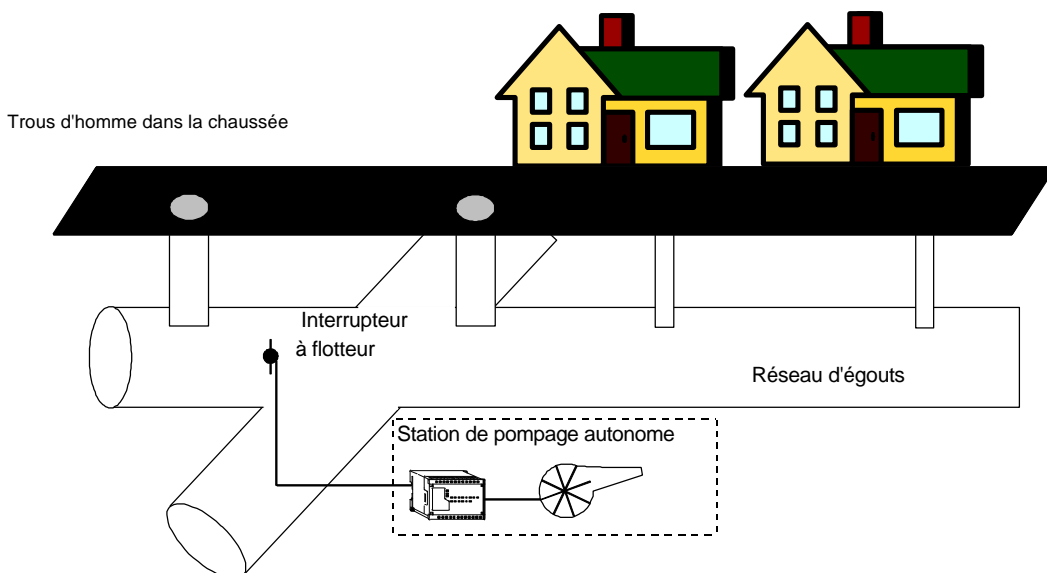 Trous d'homme dans la chaussée
Interrupteur
à flotteur
Réseau d'égouts
Station de pompage autonome